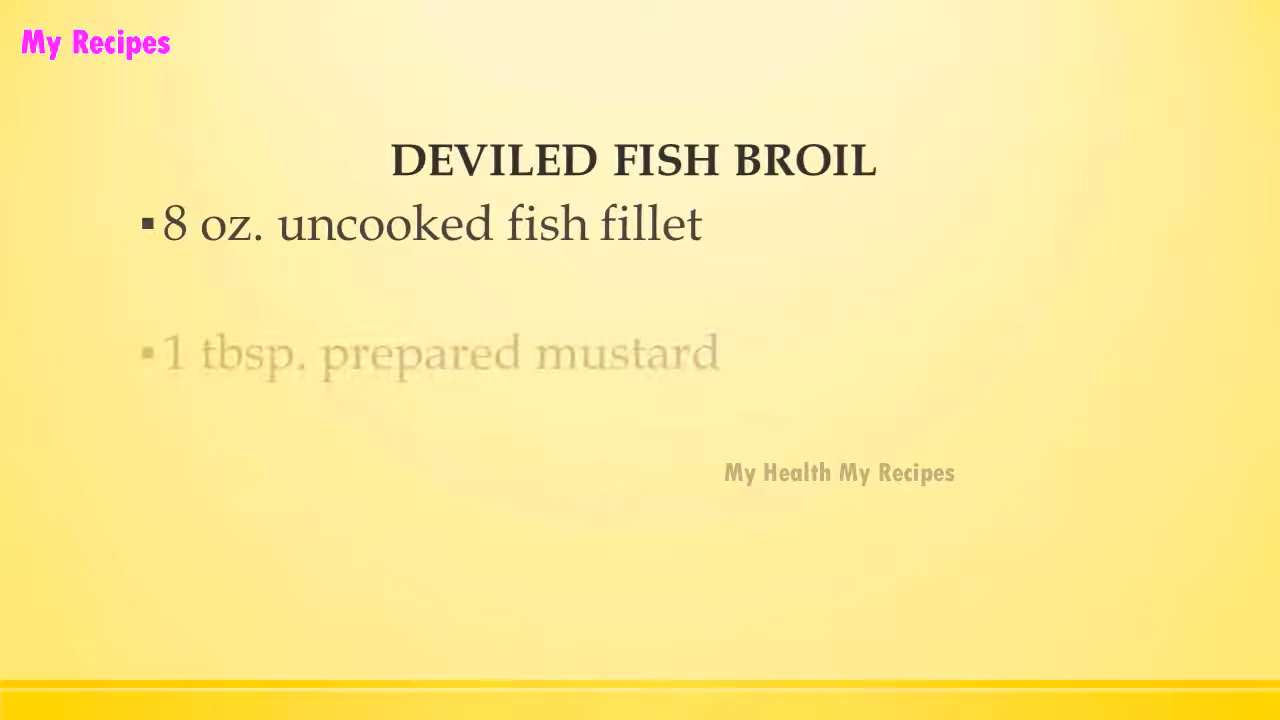 My Recipes
DEVILED FISH BROIL
▪8 oz. uncooked fish fillet
▪1 tbsp. prepared mustard
My Health My Recipes